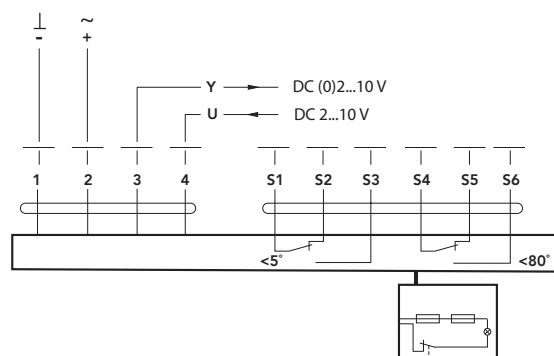 ⊥ ~
- +
Y DC (0)2...10 V
U DC 2...10 V
1 2 3 4 S1 S2 S3 S4 S5 S6
<5° <80°